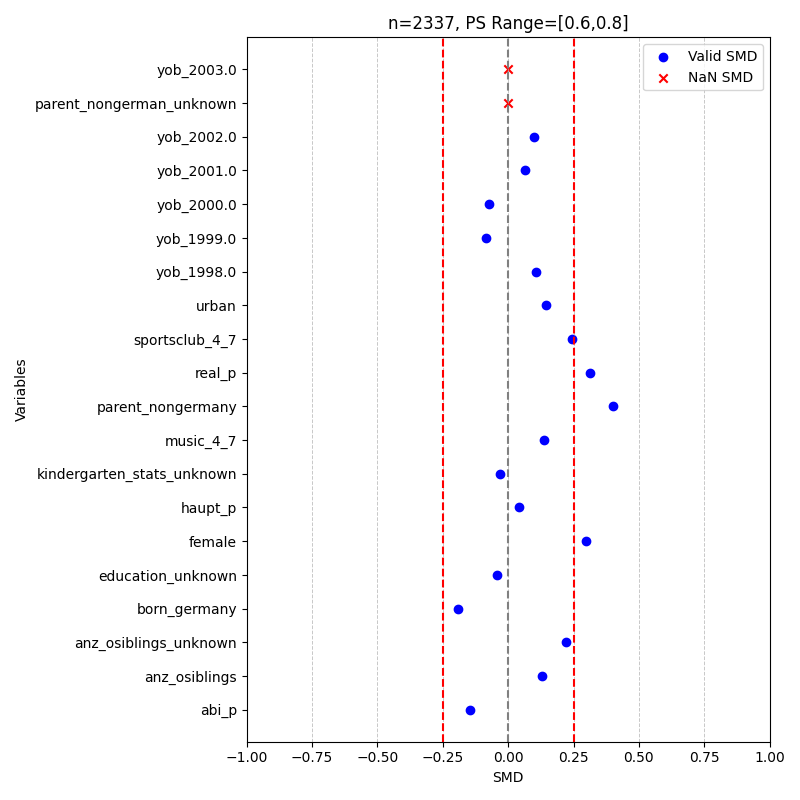 n=2337, PS Range=[0.6,0.8]
Valid SMD
NaN SMD
yob_2003.0
parent_nongerman_unknown
yob_2002.0
yob_2001.0
yob_2000.0
yob_1999.0
yob_1998.0
urban
sportsclub_4_7
real_p
parent_nongermany
music_4_7
kindergarten_stats_unknown
haupt_p
female
education_unknown
born_germany
anz_osiblings_unknown
anz_osiblings
abi_p
Variables
−1.00 −0.75 −0.50 −0.25 0.00 0.25 0.50 0.75 1.00
SMD